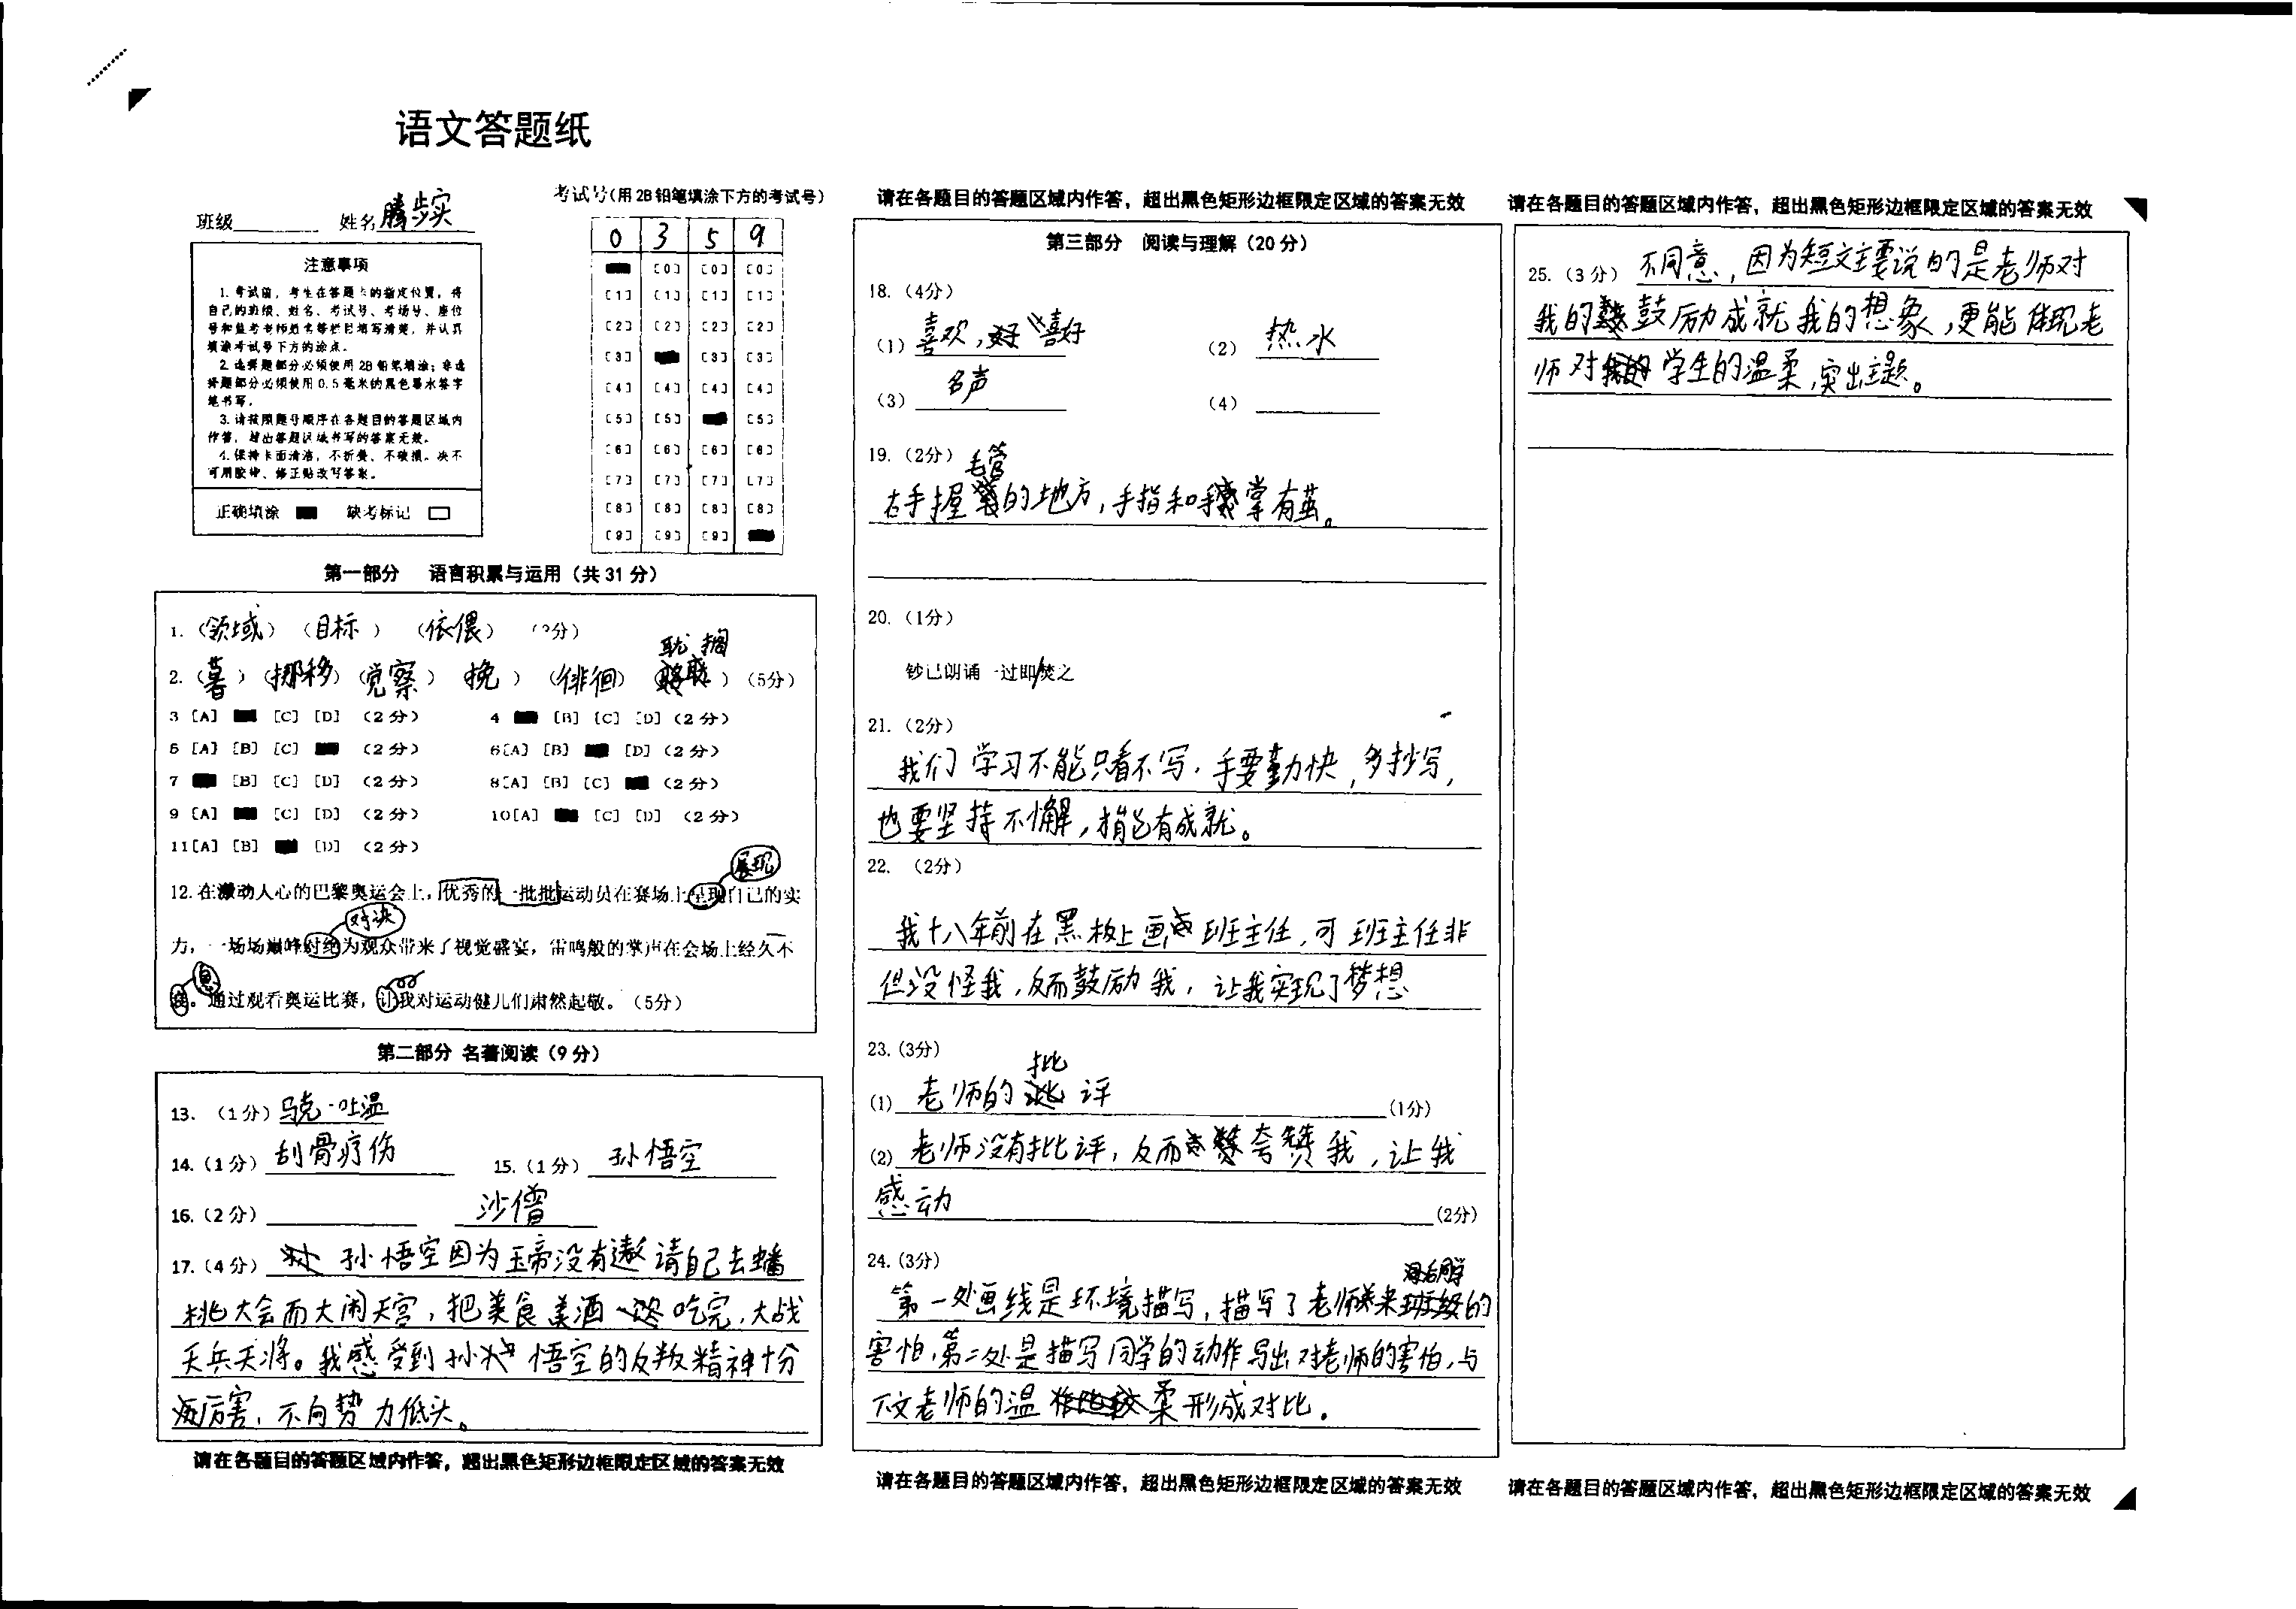 语文答题纸
班级 姓名 腾步实
考试号(用2B铅笔填涂下方的考试号)
0 3 5 9
[0] [0] [0]
[1] [1] [1] [1]
[2] [2] [2] [2]
[3] [3] [3]
[4] [4] [4] [4]
[5] [5] [5]
[6] [6] [6] [6]
[7] [7] [7] [7]
[8] [8] [8] [8]
[9] [9] [9]
注意事项
1.考试前,考生在答题卡的指定位置,将
自己的班级、姓名、考试号、考场号、座位
号和监考老师姓名等栏目填写清楚,并认真
填涂考试号下方的涂点。
2.选择题部分必须使用2B铅笔填涂;非选
择题部分必须使用0.5毫米的黑色墨水签字
笔书写。
3.请按照题号顺序在各题目的答题区域内
作答,超出答题区域书写的答案无效。
4.保持卡面清洁,不折叠、不破损。决不
可用胶带、修正贴改写答案。
正确填涂 缺考标记
第一部分 语言积累与运用(共31分)
1.(领域)(目标)(依偎)
2.(暮)(挪移)(觉察)(挽)(徘徊)(耽搁)(5分)
3 [A] [C] [D] (2分) 4 [B] [C] [D] (2分)
5 [A] [B] [C] (2分) 6[A] [B] [D] (2分)
7 [B] [C] [D] (2分) 8[A] [B] [C] (2分)
9 [A] [C] [D] (2分) 10[A] [C] [D] (2分)
11[A] [B] [D] (2分)
展现
12.在激动人心的巴黎奥运会上,优秀的一批批运动员在赛场上呈现自己的实
对决
力,一场场巅峰对绝为观众带来了视觉盛宴,雷鸣般的掌声在会场上经久不
息
。通过观看奥运比赛,让我对运动健儿们肃然起敬。(5分)
第二部分 名著阅读(9分)
13.(1分)马克·吐温
14.(1分)刮骨疗伤 15.(1分)孙悟空
16.(2分) 沙僧
17.(4分) 孙悟空因为玉帝没有邀请自己去蟠
桃大会而大闹天宫,把美食美酒吃完,大战
天兵天将。我感受到孙悟空的反叛精神十分
厉害,不向势力低头。
请在各题目的答题区域内作答,超出黑色矩形边框限定区域的答案无效
请在各题目的答题区域内作答,超出黑色矩形边框限定区域的答案无效
第三部分 阅读与理解(20分)
18.(4分)
(1)喜欢,喜好 (2)热水
(3)名声 (4)
19.(2分)
毛管
右手握的地方,手指和手掌有茧。
20.(1分)
钞已朗诵一过即/焚之
21.(2分)
我们学习不能只看不写,手要勤快,多抄写,
也要坚持不懈,才能有成就。
22.(2分)
我十八年前在黑板上画班主任,可班主任非
但没怪我,反而鼓励我,让我实现了梦想
23.(3分)
(1)老师的批评 (1分)
(2)老师没有批评,反而夸赞我,让我
感动 (2分)
24.(3分)
第一处画线是环境描写,描写了老师来的
害怕,第二处是描写同学的动作写出对老师的害怕,与
下文老师的温柔形成对比。
请在各题目的答题区域内作答,超出黑色矩形边框限定区域的答案无效
请在各题目的答题区域内作答,超出黑色矩形边框限定区域的答案无效
25.(3分)不同意,因为短文主要说的是老师对
我的鼓励成就我的想象,更能体现老
师对学生的温柔,突出主题。
请在各题目的答题区域内作答,超出黑色矩形边框限定区域的答案无效